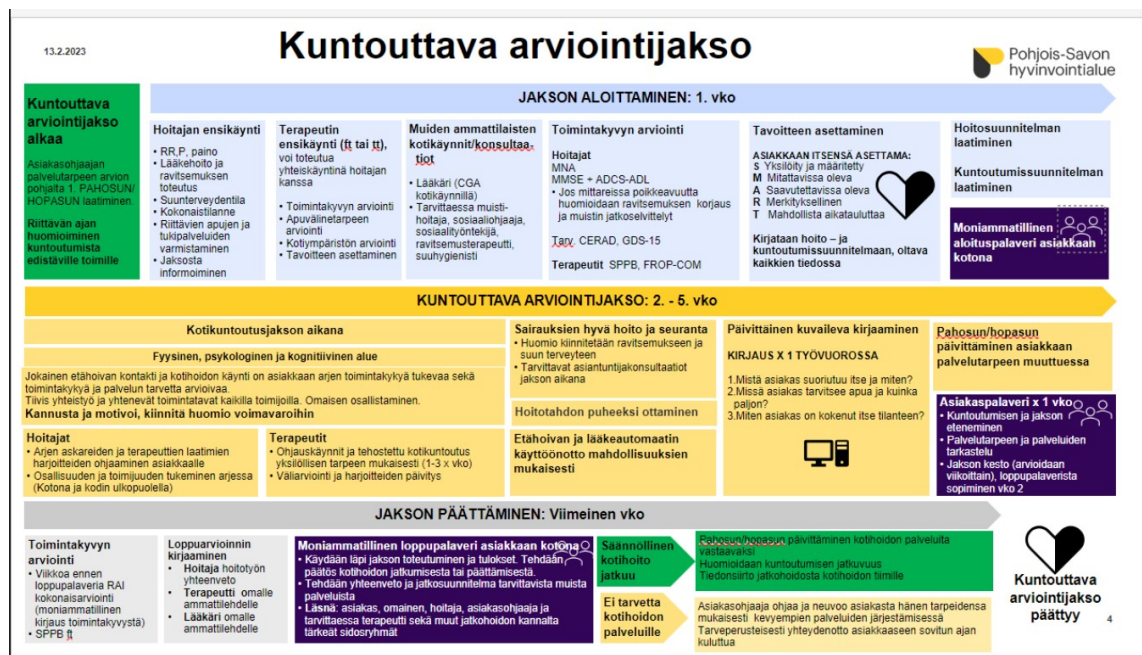 13.2.2023
Kuntouttava arviointijakso
Pohjois-Savon
hyvinvointialue
Kuntouttava
arviointijakso
alkaa
Asiakasohjaajan
palvelutarpeen arvion
pohjalta 1. PAHOSUN/
HOPASUN laatiminen.
Riittävän ajan
huomioiminen
kuntoutumista
edistäville toimille
JAKSON ALOITTAMINEN: 1. vko
Hoitajan ensikäynti
• RR,P, paino
• Lääkehoito ja
ravitsemuksen
toteutus
• Suunterveydentila
• Kokonaistilanne
• Riittävien apujen ja
tukipalveluiden
varmistaminen
• Jaksosta
informoiminen
Terapeutin
ensikäynti (ft tai tt),
voi toteutua
yhteiskäyntinä hoitajan
kanssa
• Toimintakyvyn arviointi
• Apuvälinetarpeen
arviointi
• Kotiympäristön arviointi
• Tavoitteen asettaminen
Muiden ammattilaisten
kotikäynnit/konsultaa-
tiot
• Lääkäri (CGA
kotikäynnillä)
• Tarvittaessa muisti-
hoitaja, sosiaaliohjaaja,
sosiaalityöntekijä,
ravitsemusterapeutti,
suuhygienisti
Toimintakyvyn arviointi
Hoitajat
MNA
MMSE + ADCS-ADL
• Jos mittareissa poikkeavuutta
huomioidaan ravitsemuksen korjaus
ja muistin jatkoselvittelyt
Tarv. CERAD, GDS-15
Terapeutit SPPB, FROP-COM
Tavoitteen asettaminen
ASIAKKAAN ITSENSÄ ASETTAMA:
S Yksilöity ja määritetty
M Mitattavissa oleva
A Saavutettavissa oleva
R Merkityksellinen
T Mahdollista aikatauluttaa
Kirjataan hoito – ja
kuntoutumissuunnitelmaan, oltava
kaikkien tiedossa
Hoitosuunnitelman
laatiminen
Kuntoutumissuunnitelman
laatiminen
Moniammatillinen
aloituspalaveri asiakkaan
kotona
KUNTOUTTAVA ARVIOINTIJAKSO: 2. - 5. vko
Kotikuntoutusjakson aikana
Fyysinen, psykologinen ja kognitiivinen alue
Jokainen etähoivan kontakti ja kotihoidon käynti on asiakkaan arjen toimintakykyä tukevaa sekä
toimintakykyä ja palvelun tarvetta arvioivaa.
Tiivis yhteistyö ja yhtenevät toimintatavat kaikilla toimijoilla. Omaisen osallistaminen.
Kannusta ja motivoi, kiinnitä huomio voimavaroihin
Hoitajat
• Arjen askareiden ja terapeuttien laatimien
harjoitteiden ohjaaminen asiakkaalle
• Osallisuuden ja toimijuuden tukeminen arjessa
(Kotona ja kodin ulkopuolella)
Terapeutit
• Ohjauskäynnit ja tehostettu kotikuntoutus
yksilöllisen tarpeen mukaisesti (1-3 x vko)
• Väliarviointi ja harjoitteiden päivitys
Sairauksien hyvä hoito ja seuranta
• Huomio kiinnitetään ravitsemukseen ja
suun terveyteen
• Tarvittavat asiantuntijakonsultaatiot
jakson aikana
Hoitotahdon puheeksi ottaminen
Etähoivan ja lääkeautomaatin
käyttöönotto mahdollisuuksien
mukaisesti
Päivittäinen kuvaileva kirjaaminen
KIRJAUS X 1 TYÖVUOROSSA
1.Mistä asiakas suoriutuu itse ja miten?
2.Missä asiakas tarvitsee apua ja kuinka
paljon?
3.Miten asiakas on kokenut itse tilanteen?
Pahosun/hopasun
päivittäminen asiakkaan
palvelutarpeen muuttuessa
Asiakaspalaveri x 1 vko
• Kuntoutumisen ja jakson
eteneminen
• Palvelutarpeen ja palveluiden
tarkastelu
• Jakson kesto (arvioidaan
viikoittain), loppupalaverista
sopiminen vko 2
JAKSON PÄÄTTÄMINEN: Viimeinen vko
Toimintakyvyn
arviointi
• Viikkoa ennen
loppupalaveria RAI
kokonaisarviointi
(moniammatillinen
kirjaus toimintakyvystä)
• SPPB ft
Loppuarvioinnin
kirjaaminen
• Hoitaja hoitotyön
yhteenveto
• Terapeutti omalle
ammattilehdelle
• Lääkäri omalle
ammattilehdelle
Moniammatillinen loppupalaveri asiakkaan kotona
• Käydään läpi jakson toteutuminen ja tulokset. Tehdään
päätös kotihoidon jatkumisesta tai päättämisestä.
• Tehdään yhteenveto ja jatkosuunnitelma tarvittavista muista
palveluista
• Läsnä: asiakas, omainen, hoitaja, asiakasohjaaja ja
tarvittaessa terapeutti sekä muut jatkohoidon kannalta
tärkeät sidosryhmät
Säännöllinen
kotihoito
jatkuu
Pahosun/hopasun päivittäminen kotihoidon palveluita
vastaavaksi
Huomioidaan kuntoutumisen jatkuvuus
Tiedonsiirto jatkohoidosta kotihoidon tiimille
Ei tarvetta
kotihoidon
palveluille
Asiakasohjaaja ohjaa ja neuvoo asiakasta hänen tarpeidensa
mukaisesti kevyempien palveluiden järjestämisessä
Tarveperusteisesti yhteydenotto asiakkaaseen sovitun ajan
kuluttua
Kuntouttava
arviointijakso
päättyy
4